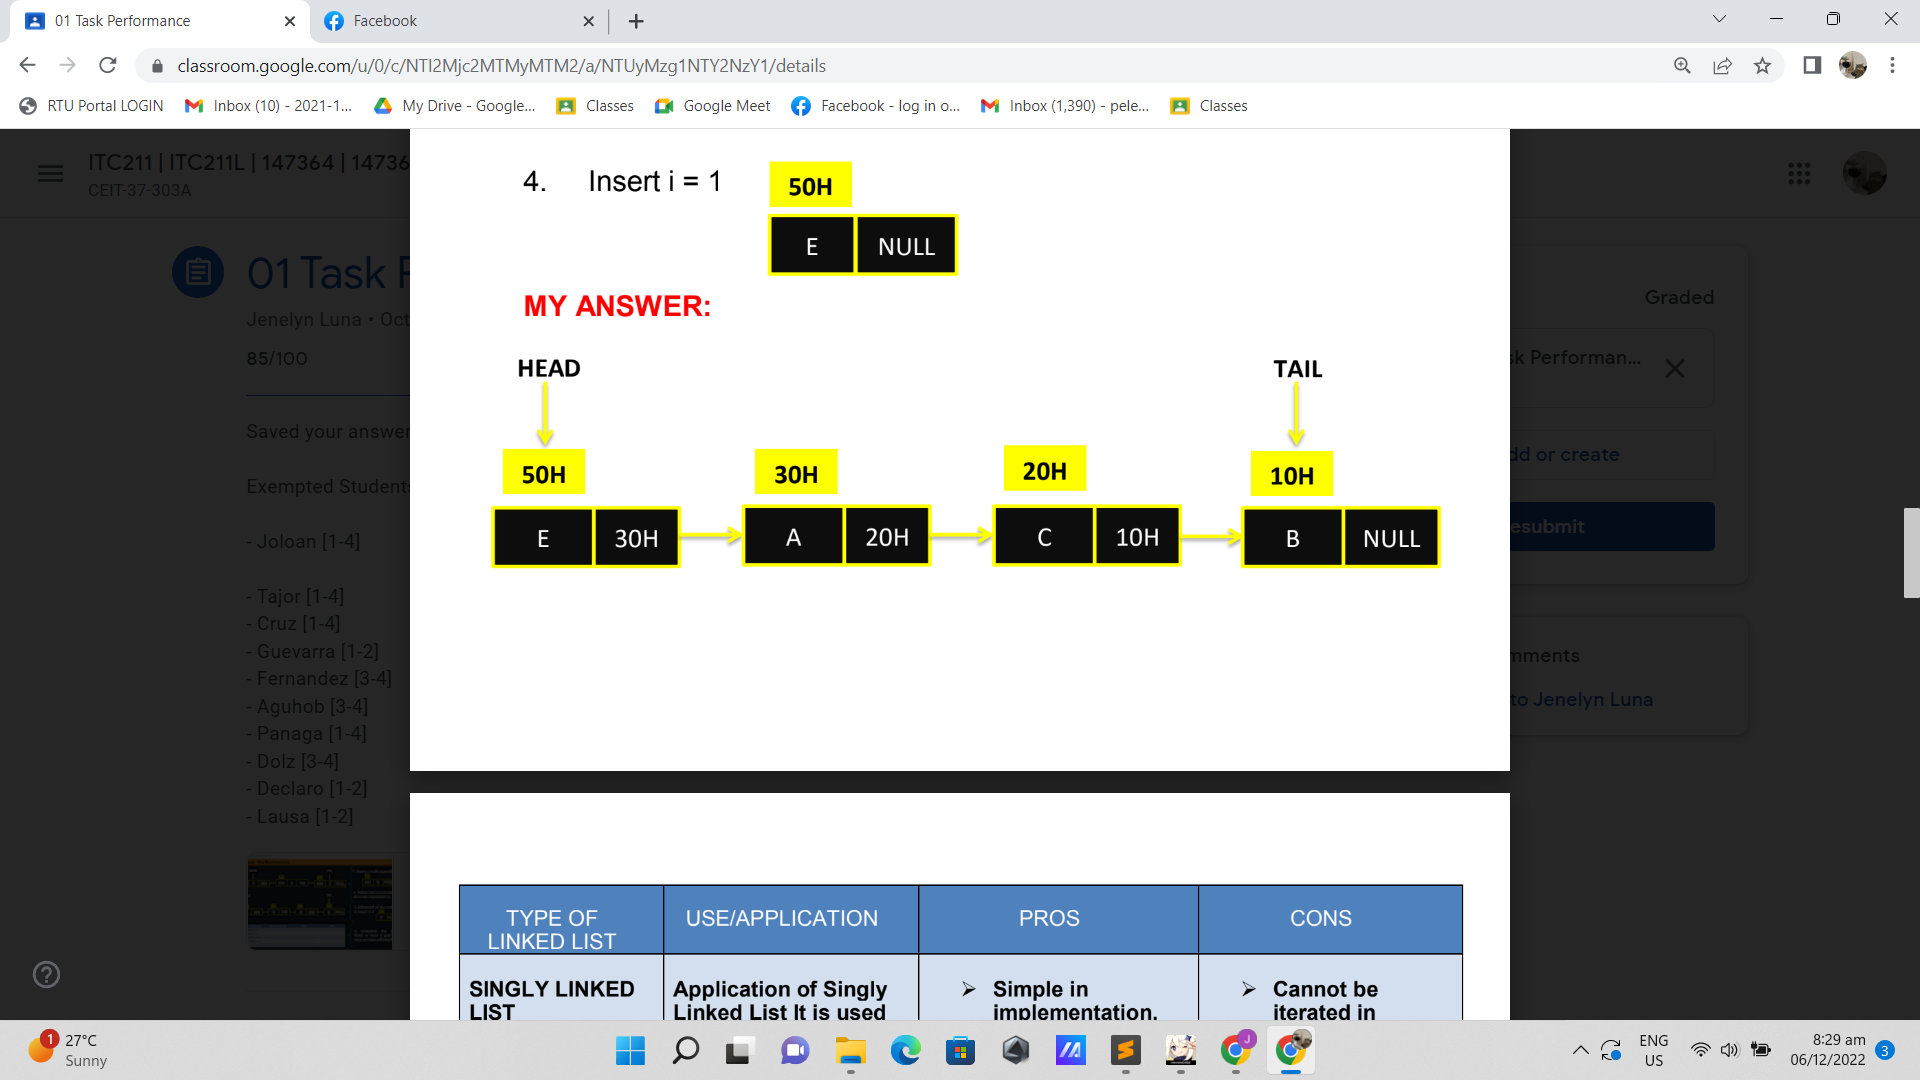 01 Task Performance
Facebook
classroom.google.com/u/0/c/NTI2Mjc2MTMyMTM2/a/NTUyMzg1NTY2NzY1/details
RTU Portal LOGIN
Inbox (10) - 2021-1...
My Drive - Google...
Classes
Google Meet
Facebook - log in o...
Inbox (1,390) - pele...
Classes
ITC211 | ITC211L | 147364 | 14736
CEIT-37-303A
4. Insert i = 1
50H
E NULL
MY ANSWER:
HEAD
TAIL
50H
30H
20H
10H
E 30H
A 20H
C 10H
B NULL
01 Task P
Jenelyn Luna • Oct
85/100
Saved your answer
Exempted Students
- Joloan [1-4]
- Tajor [1-4]
- Cruz [1-4]
- Guevarra [1-2]
- Fernandez [3-4]
- Aguhob [3-4]
- Panaga [1-4]
- Dolz [3-4]
- Declaro [1-2]
- Lausa [1-2]
Graded
sk Performan...
dd or create
esubmit
mments
to Jenelyn Luna
TYPE OF
LINKED LIST
USE/APPLICATION
PROS
CONS
SINGLY LINKED
LIST
Application of Singly
Linked List It is used
➢ Simple in
implementation.
➢ Cannot be
iterated in
1
27°C
Sunny
J
ENG
US
8:29 am
06/12/2022
3